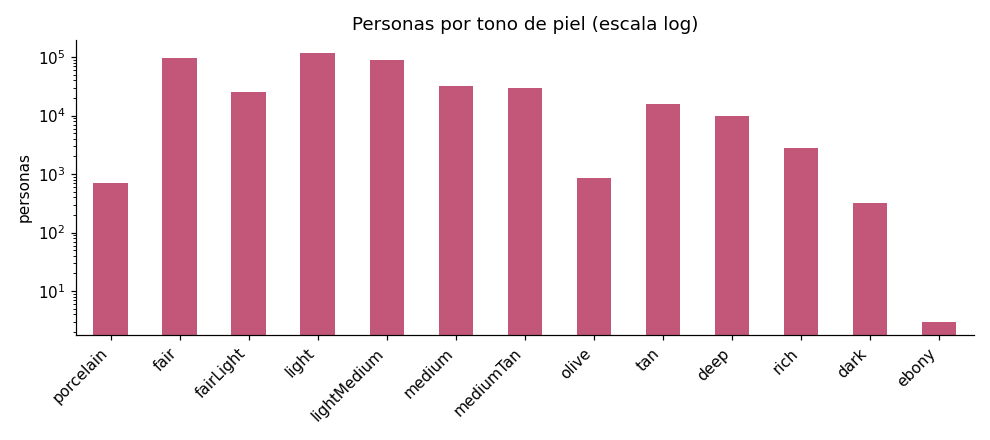 Personas por tono de piel (escala log)
personas
10^5
10^4
10^3
10^2
10^1
porcelain
fair
fairLight
light
lightMedium
medium
mediumTan
olive
tan
deep
rich
dark
ebony